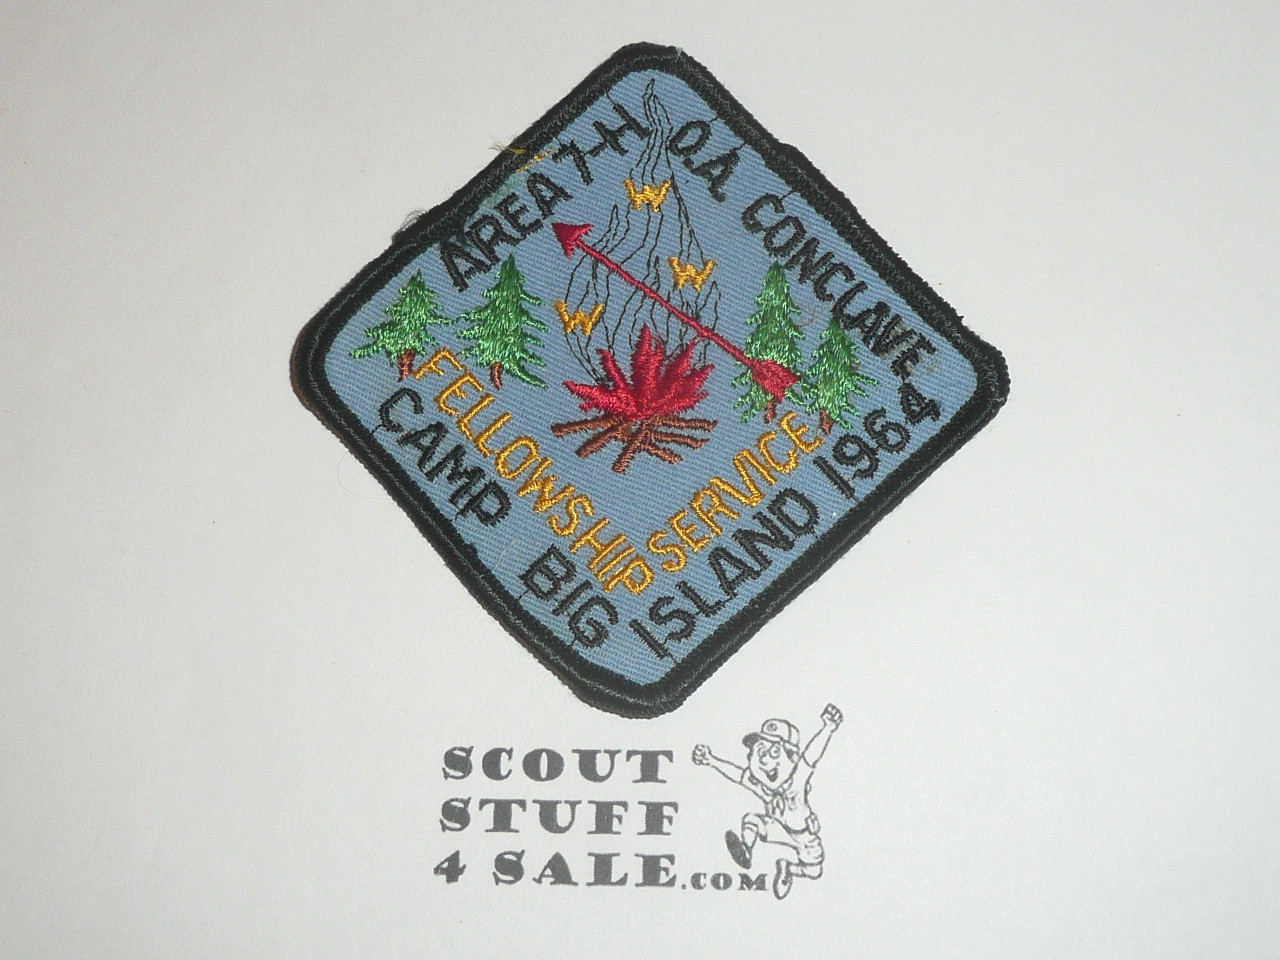 AREA 7-H O.A. CONCLAVE
W
W
W
FELLOWSHIP SERVICE
CAMP BIG ISLAND 1964
SCOUT
STUFF
4 SALE.COM